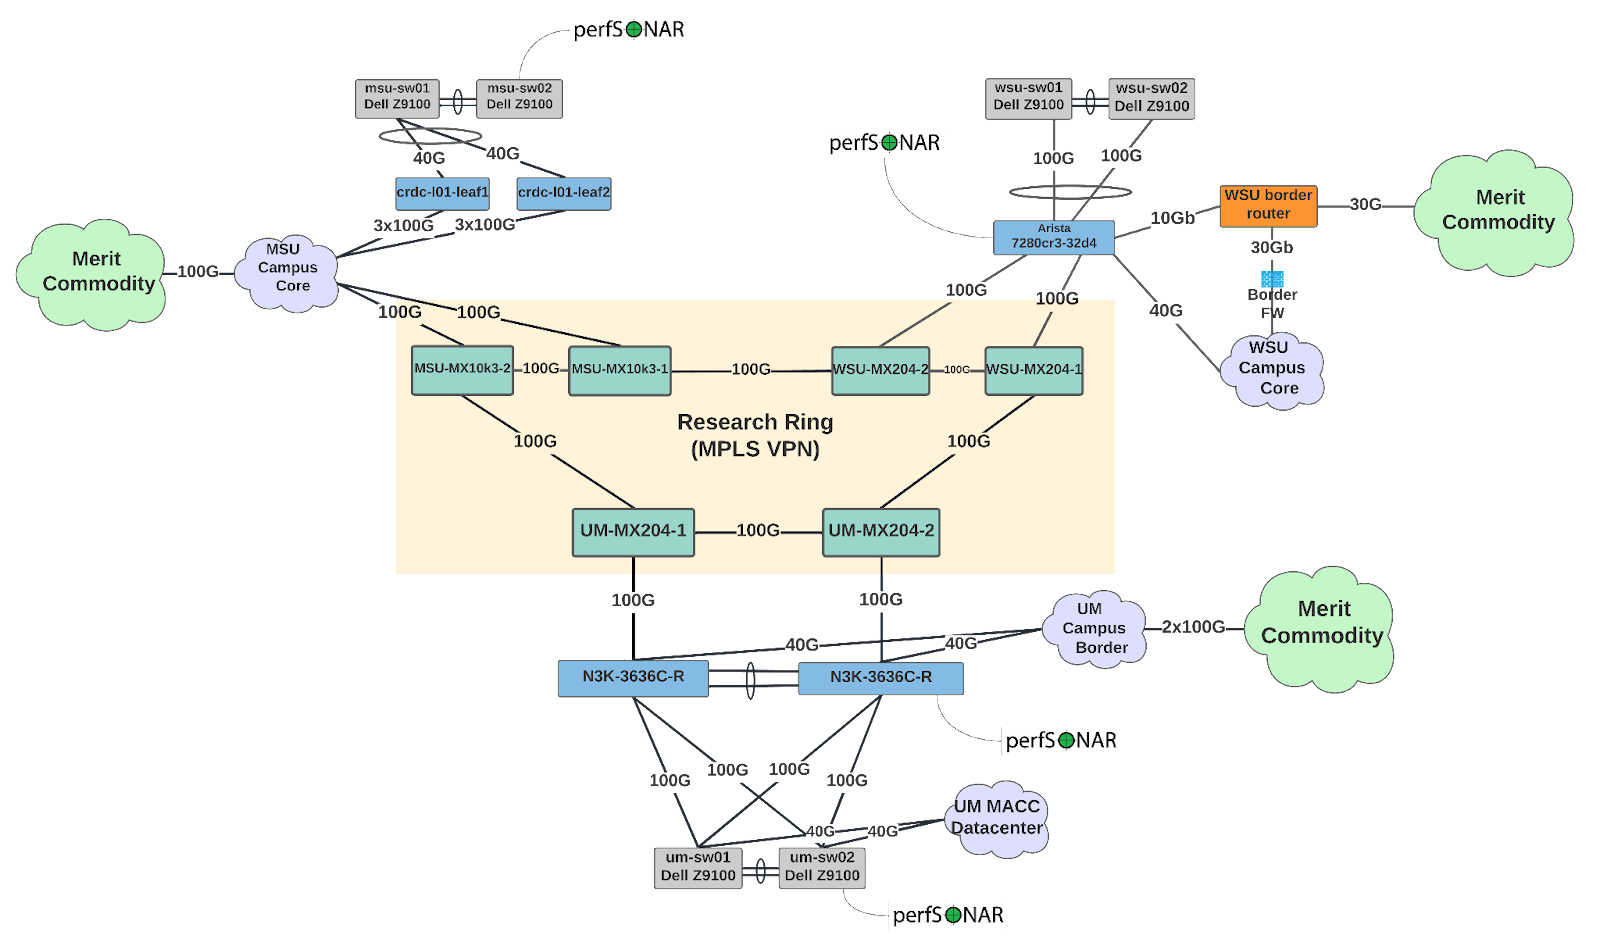 perfSONAR
msu-sw01
Dell Z9100
msu-sw02
Dell Z9100
40G
40G
crdc-l01-leaf1
crdc-l01-leaf2
3x100G
3x100G
Merit
Commodity
100G
MSU
Campus
Core
100G
100G
wsu-sw01
Dell Z9100
wsu-sw02
Dell Z9100
perfSONAR
100G
100G
Arista
7280cr3-32d4
10Gb
WSU border
router
30G
Merit
Commodity
30Gb
Border
FW
40G
WSU
Campus
Core
100G
100G
MSU-MX10k3-2
100G
MSU-MX10k3-1
100G
WSU-MX204-2
100G
WSU-MX204-1
Research Ring
(MPLS VPN)
100G
100G
UM-MX204-1
100G
UM-MX204-2
100G
100G
40G
40G
UM
Campus
Border
2x100G
Merit
Commodity
N3K-3636C-R
N3K-3636C-R
perfSONAR
100G
100G
100G
100G
UM MACC
Datacenter
40G
40G
um-sw01
Dell Z9100
um-sw02
Dell Z9100
perfSONAR